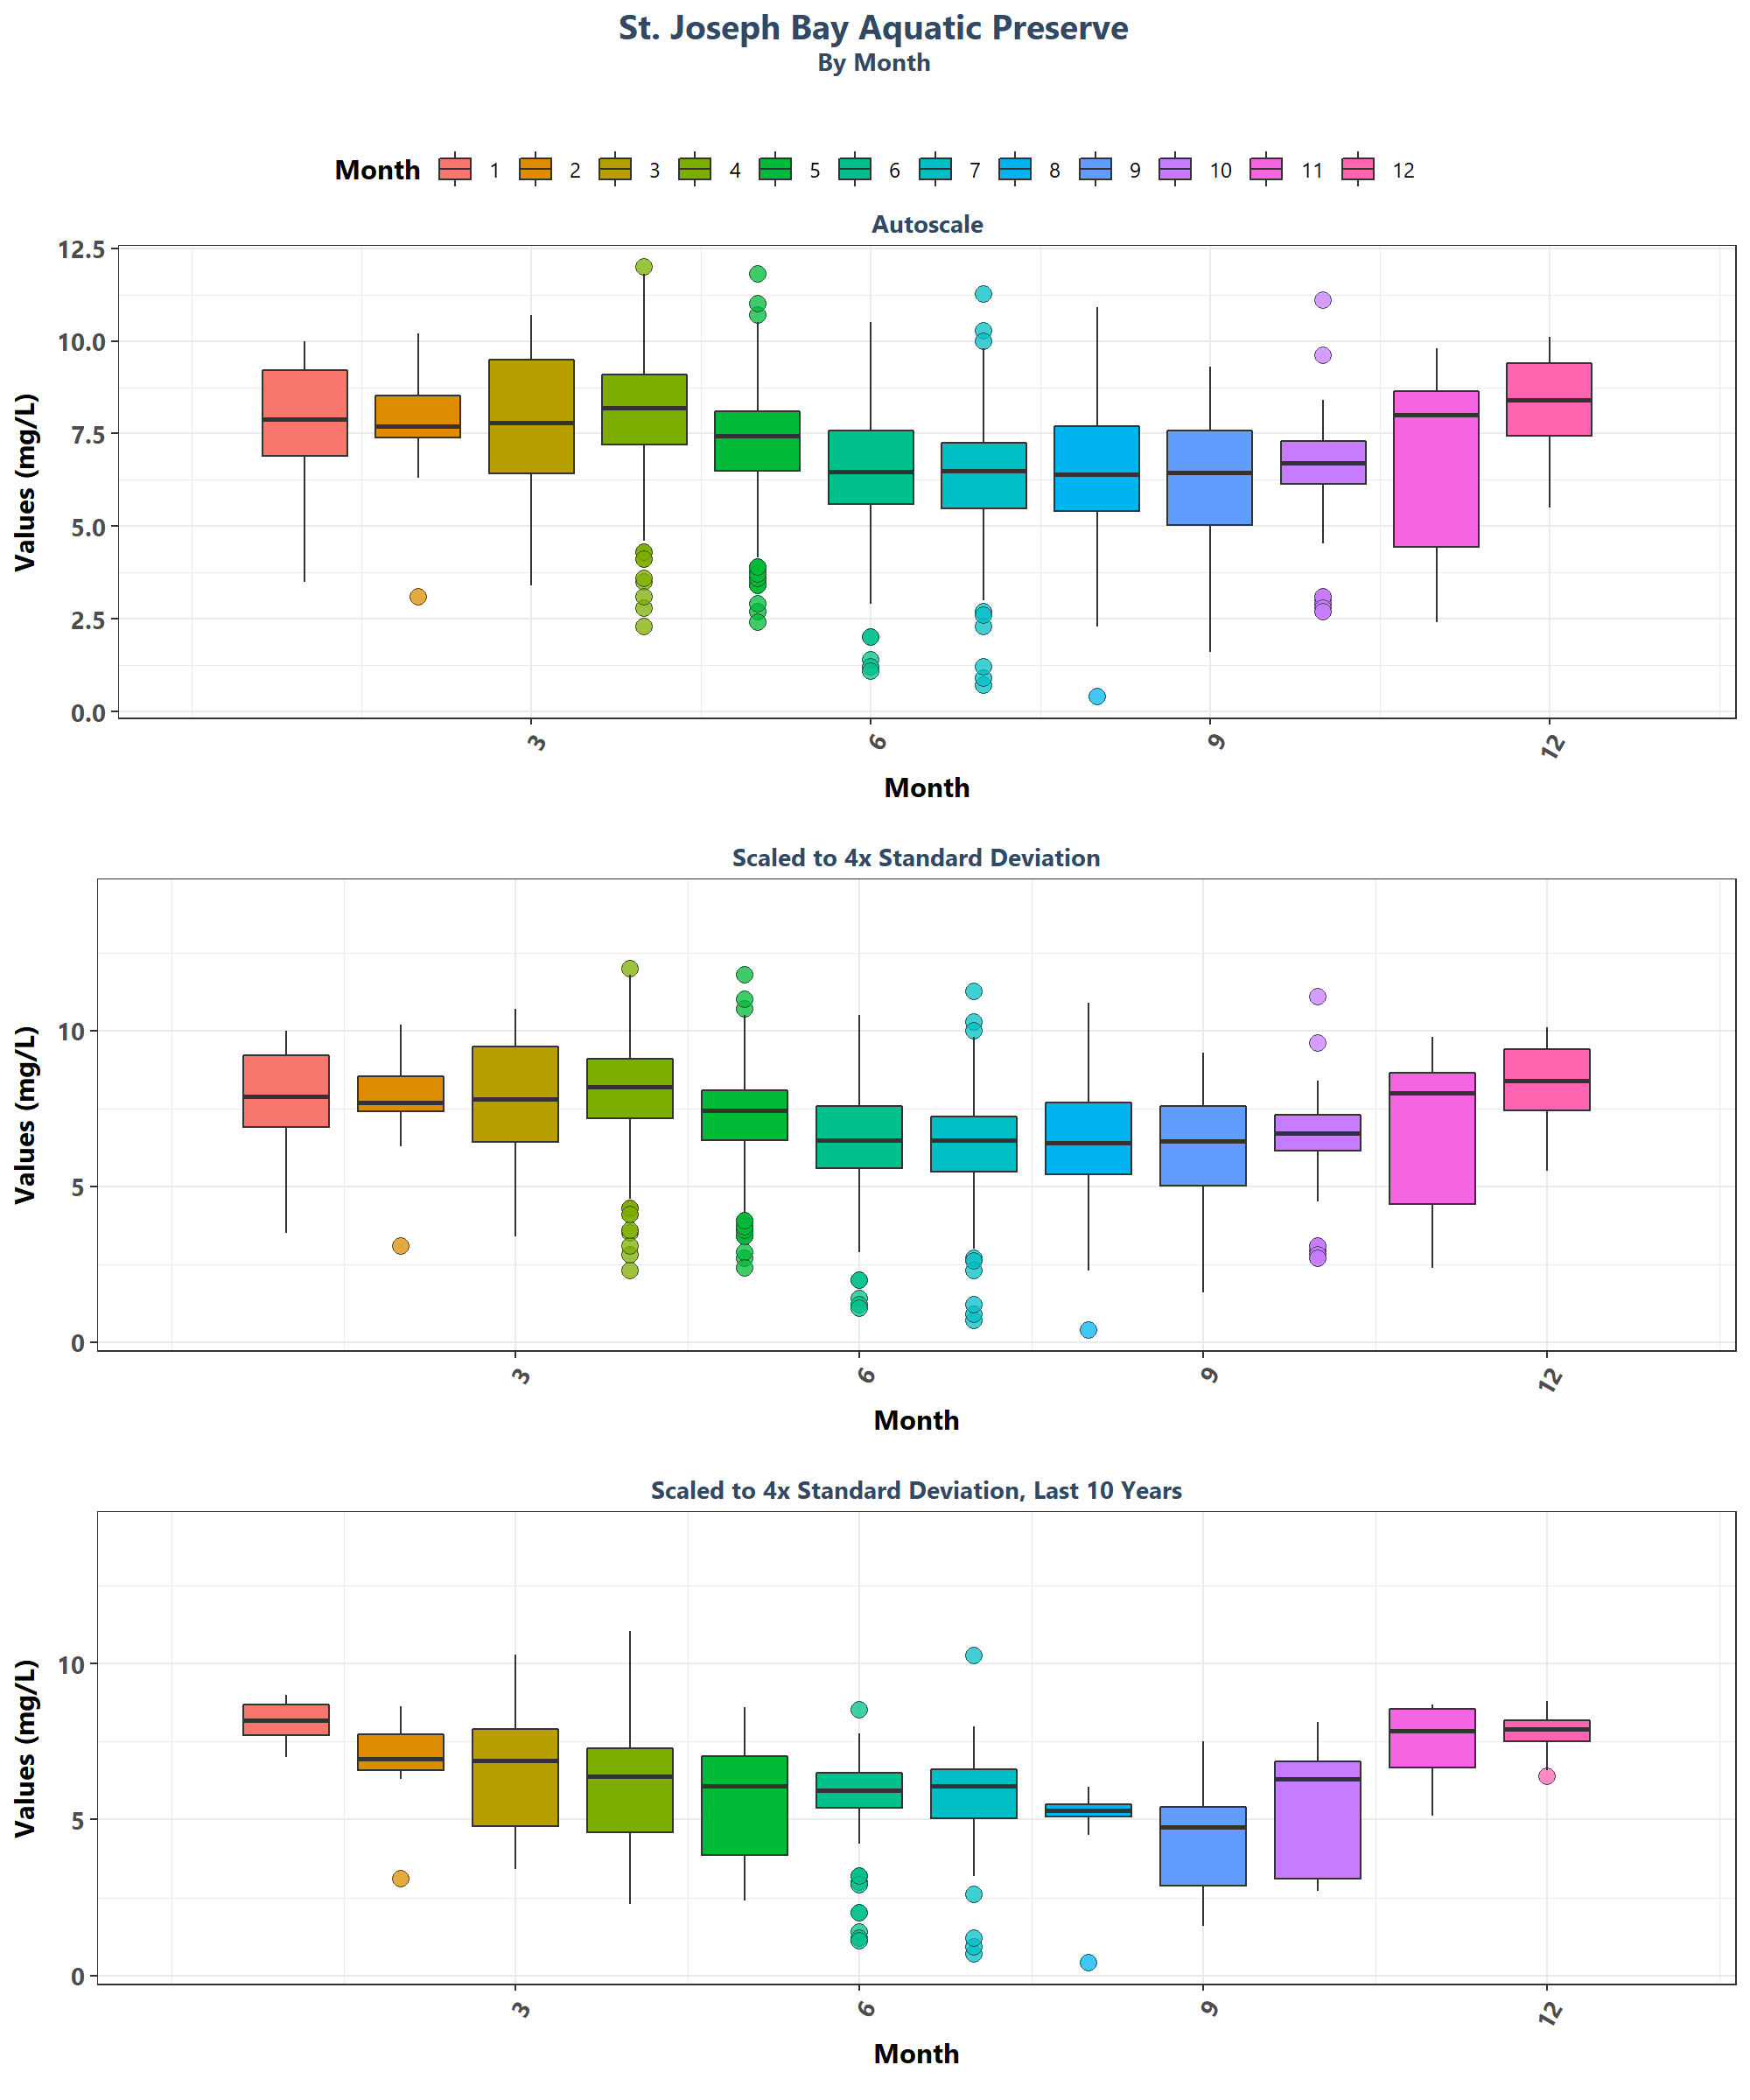 St. Joseph Bay Aquatic Preserve
By Month
Month 1 2 3 4 5 6 7 8 9 10 11 12
Autoscale
Values (mg/L)
12.5
10.0
7.5
5.0
2.5
0.0
3 6 9 12
Month
Scaled to 4x Standard Deviation
Values (mg/L)
10
5
0
3 6 9 12
Month
Scaled to 4x Standard Deviation, Last 10 Years
Values (mg/L)
10
5
0
3 6 9 12
Month